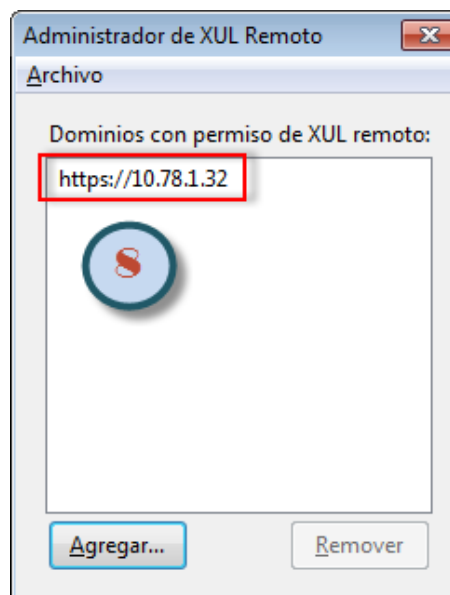 Administrador de XUL Remoto
Archivo
Dominios con permiso de XUL remoto:
https://10.78.1.32
8
Agregar...
Remover